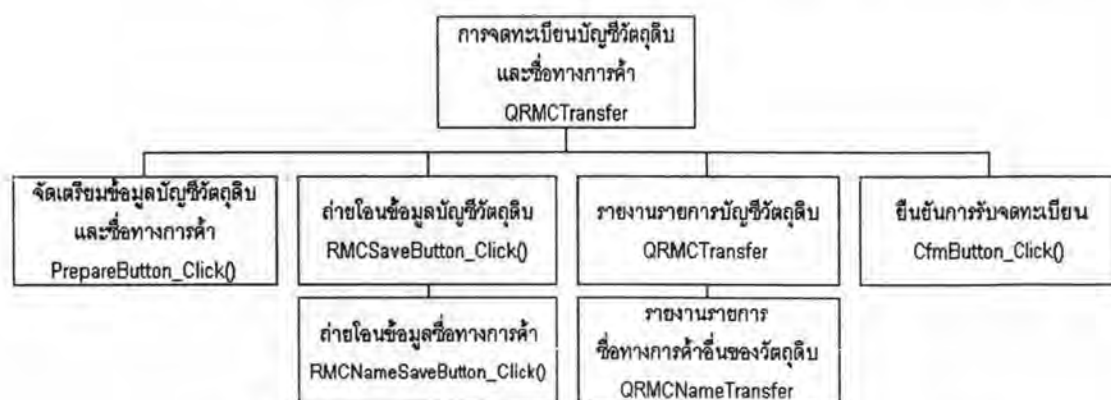 การจดทะเบียนบัญชีวัตถุดิบ
และชื่อทางการค้า
QRMCTransfer
จัดเตรียมข้อมูลบัญชีวัตถุดิบ
และชื่อทางการค้า
PrepareButton_Click()
ถ่ายโอนข้อมูลบัญชีวัตถุดิบ
RMCSaveButton_Click()
รายงานรายการบัญชีวัตถุดิบ
QRMCTransfer
ยืนยันการรับจดทะเบียน
CfmButton_Click()
ถ่ายโอนข้อมูลชื่อทางการค้า
RMCNameSaveButton_Click()
รายงานรายการ
ชื่อทางการค้าอื่นของวัตถุดิบ
QRMCNameTransfer